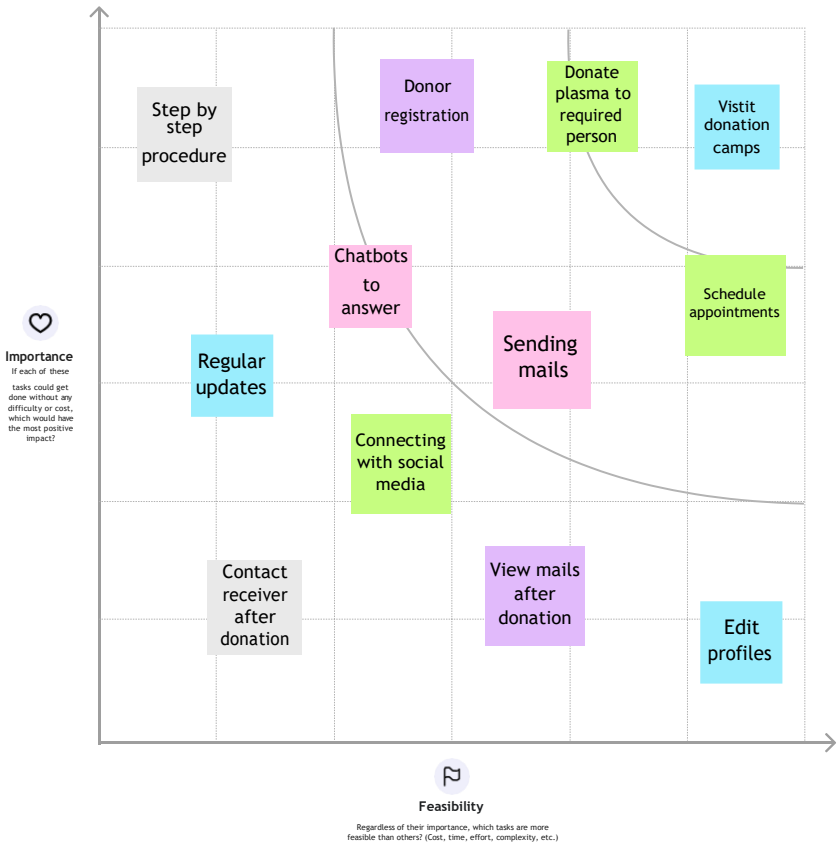 Donate
plasma to
required
person
Donor
registration
Vistit
donation
camps
Step by
step
procedure
Chatbots
to
answer
Schedule
appointments
Sending
mails
Importance
If each of these
tasks could get
done without any
difficulty or cost,
which would have
the most positive
impact?
Regular
updates
Connecting
with social
media
Contact
receiver
after
donation
View mails
after
donation
Edit
profiles
Feasibility
Regardless of their importance, which tasks are more
feasible than others? (Cost, time, effort, complexity, etc.)